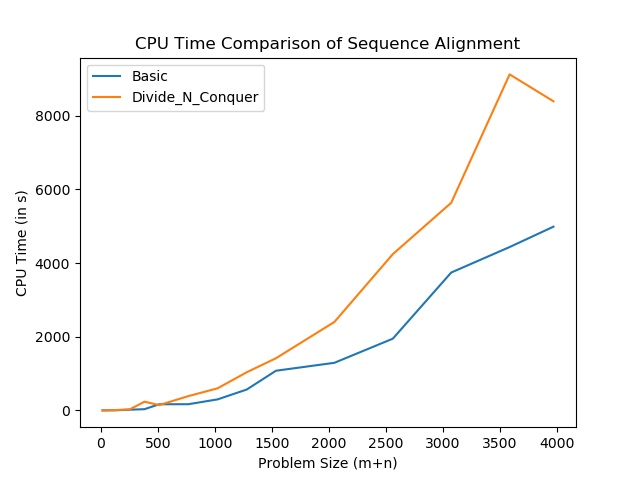 CPU Time Comparison of Sequence Alignment
Basic
Divide_N_Conquer
8000
6000
4000
2000
0
CPU Time (in s)
0 500 1000 1500 2000 2500 3000 3500 4000
Problem Size (m+n)